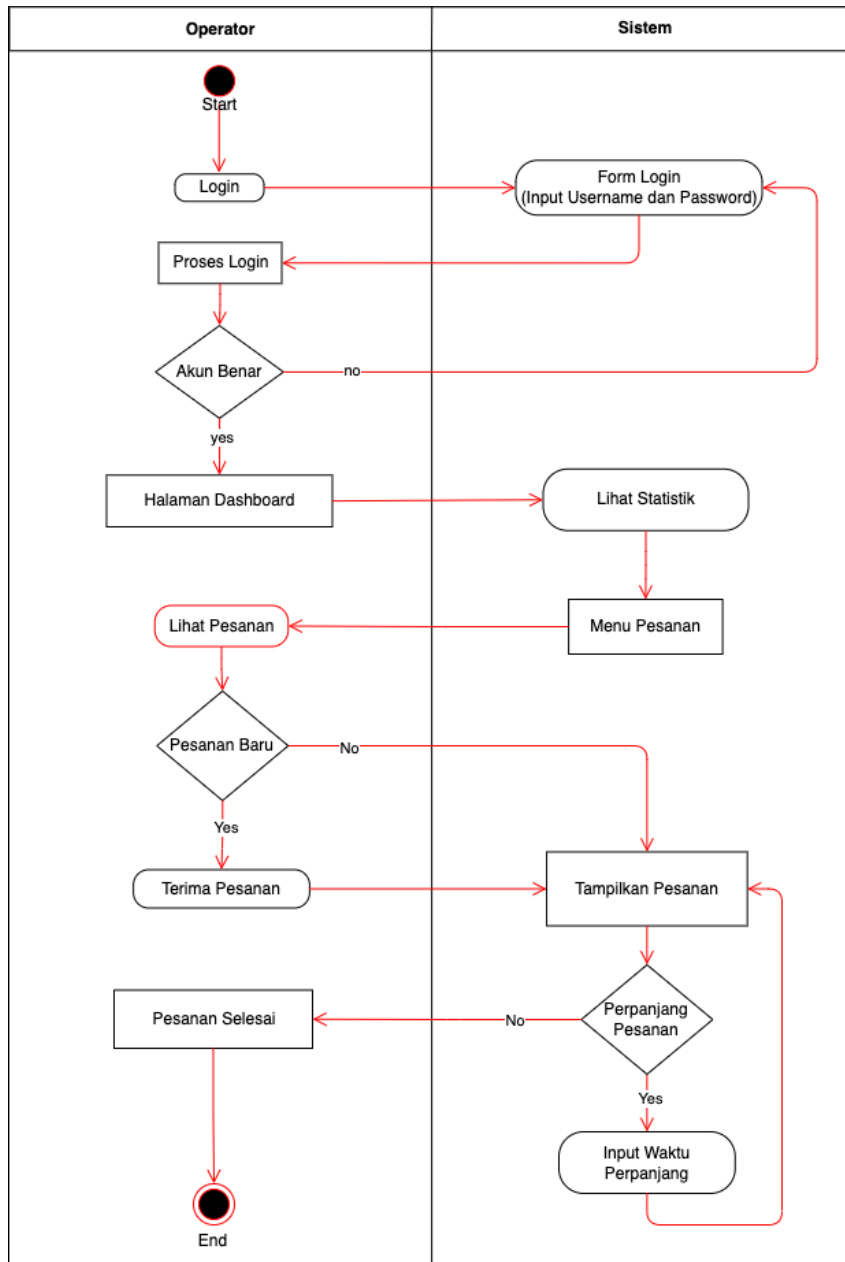 Operator
Sistem
Start
Login
Form Login
(Input Username dan Password)
Proses Login
Akun Benar
no
yes
Halaman Dashboard
Lihat Statistik
Lihat Pesanan
Menu Pesanan
Pesanan Baru
No
Yes
Terima Pesanan
Tampilkan Pesanan
Pesanan Selesai
No
Perpanjang
Pesanan
Yes
Input Waktu
Perpanjang
End